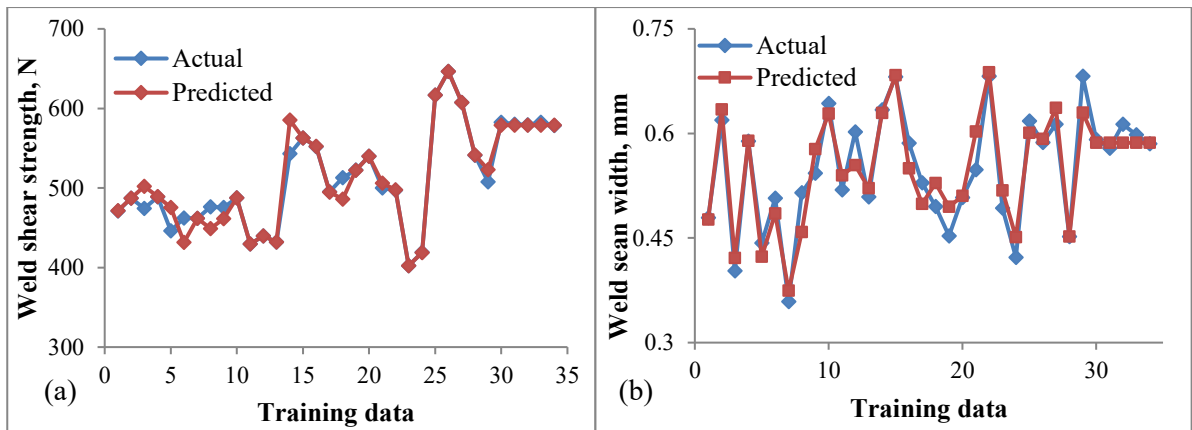 700
600
500
400
300
Weld shear strength, N
Actual
Predicted
0
5
10
15
20
25
30
35
(a)
Training data
0.75
0.6
0.45
0.3
Weld sean width, mm
Actual
Predicted
0
10
20
30
(b)
Training data